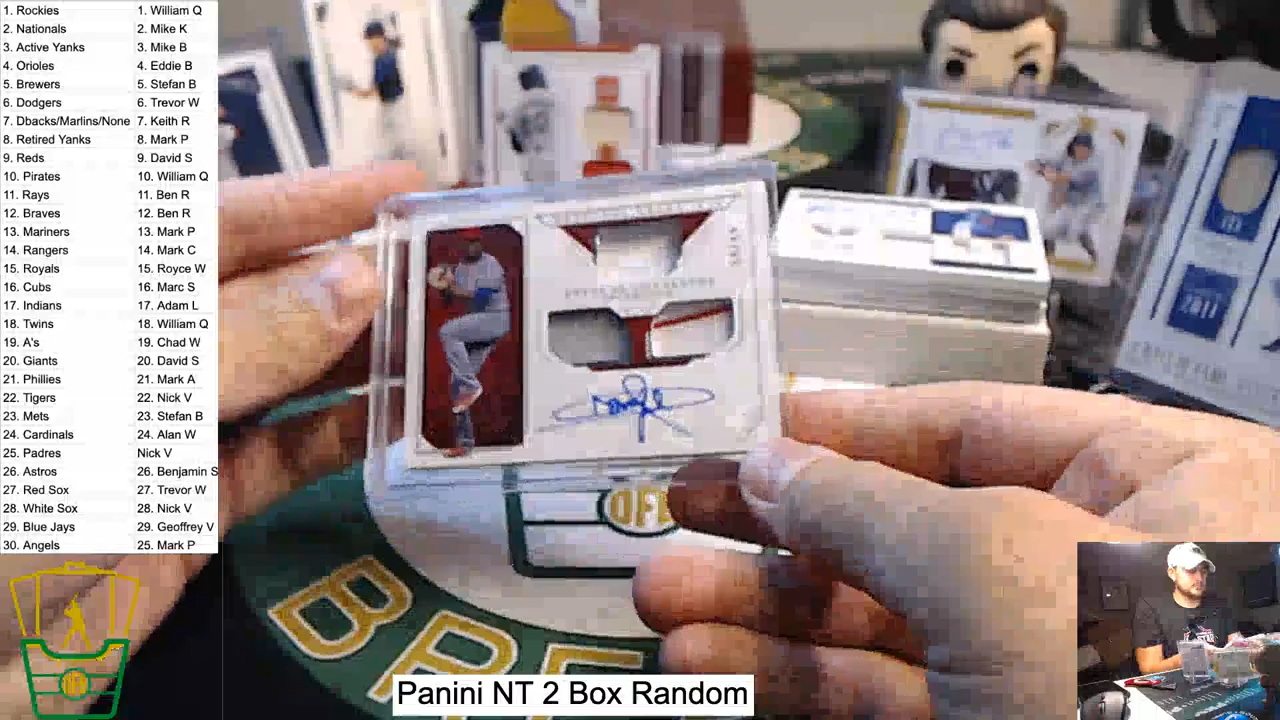 1. Rockies
2. Nationals
3. Active Yanks
4. Orioles
5. Brewers
6. Dodgers
7. Dbacks/Marlins/None
8. Retired Yanks
9. Reds
10. Pirates
11. Rays
12. Braves
13. Mariners
14. Rangers
15. Royals
16. Cubs
17. Indians
18. Twins
19. A's
20. Giants
21. Phillies
22. Tigers
23. Mets
24. Cardinals
25. Padres
26. Astros
27. Red Sox
28. White Sox
29. Blue Jays
30. Angels
1. William Q
2. Mike K
3. Mike B
4. Eddie B
5. Stefan B
6. Trevor W
7. Keith R
8. Mark P
9. David S
10. William Q
11. Ben R
12. Ben R
13. Mark P
14. Mark C
15. Royce W
16. Marc S
17. Adam L
18. William Q
19. Chad W
20. David S
21. Mark A
22. Nick V
23. Stefan B
24. Alan W
Nick V
26. Benjamin S
27. Trevor W
28. Nick V
29. Geoffrey V
25. Mark P
2017
BRE
Panini NT 2 Box Random